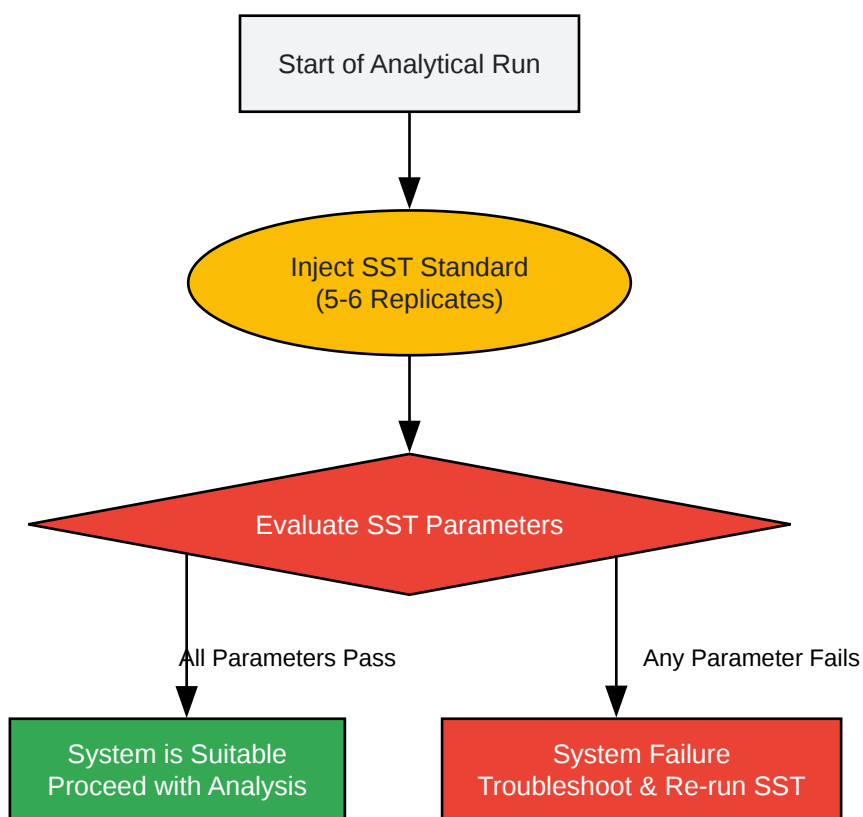 Start of Analytical Run
Inject SST Standard
(5-6 Replicates)
Evaluate SST Parameters
All Parameters Pass
Any Parameter Fails
System is Suitable
Proceed with Analysis
System Failure
Troubleshoot & Re-run SST